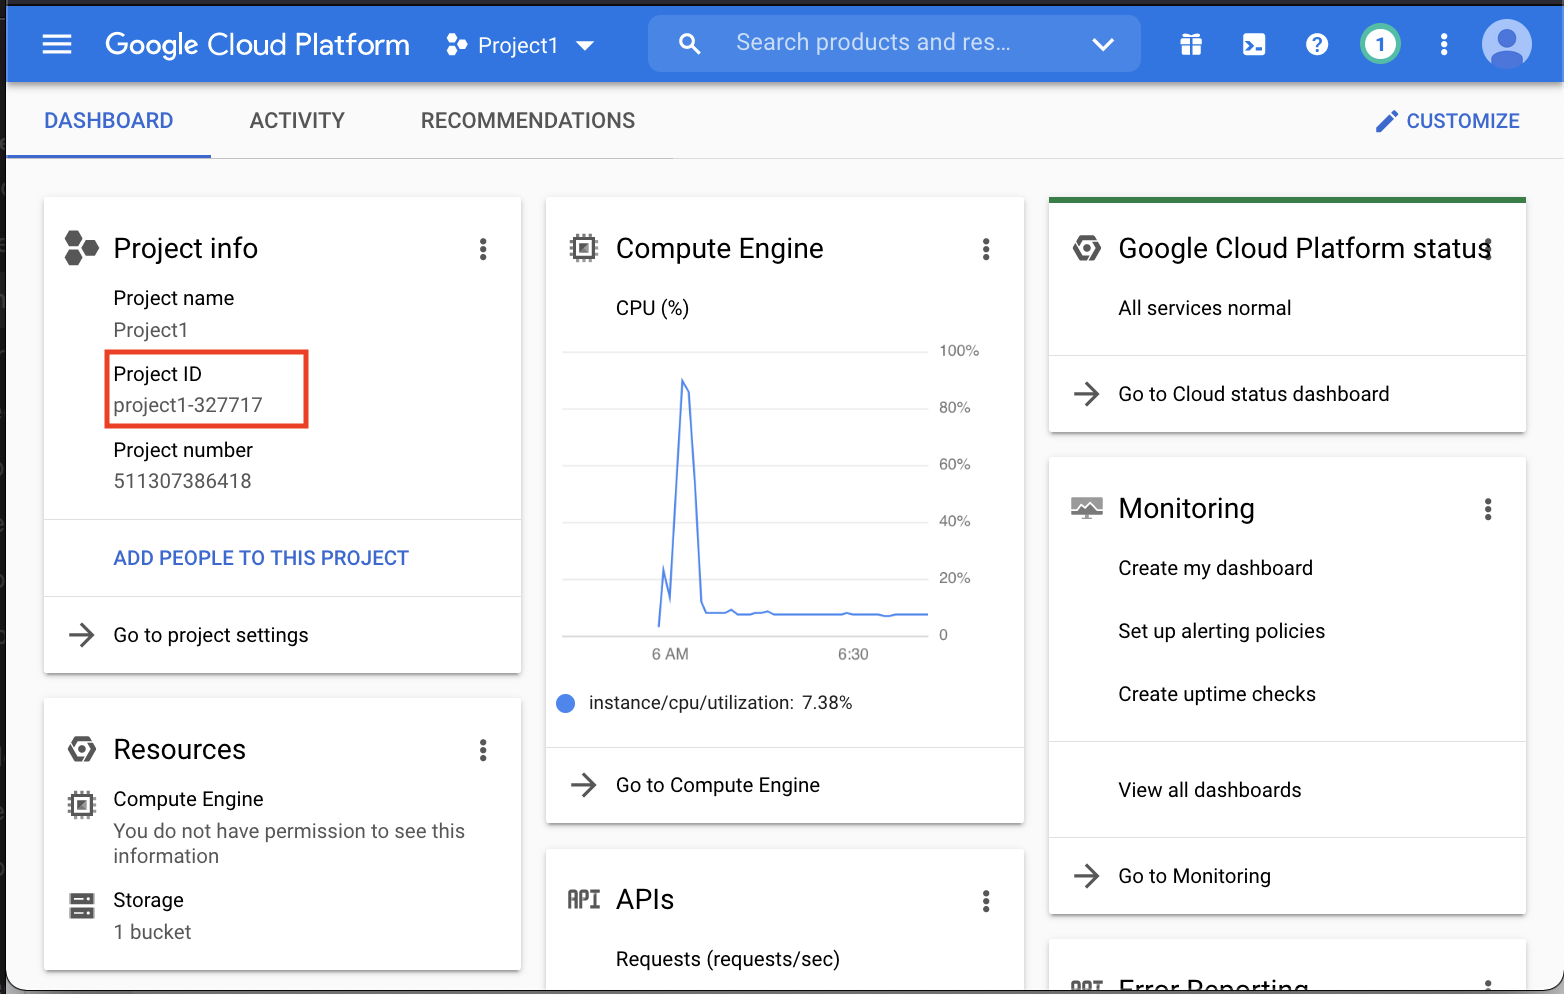 Google Cloud Platform
Project1
Search products and res...
1
DASHBOARD
ACTIVITY
RECOMMENDATIONS
CUSTOMIZE
Project info
Project name
Project1
Project ID
project1-327717
Project number
511307386418
ADD PEOPLE TO THIS PROJECT
Go to project settings
Resources
Compute Engine
You do not have permission to see this
information
Storage
1 bucket
Compute Engine
CPU (%)
100%
80%
60%
40%
20%
0
6 AM
6:30
instance/cpu/utilization: 7.38%
Go to Compute Engine
API
APIs
Requests (requests/sec)
Google Cloud Platform status
All services normal
Go to Cloud status dashboard
Monitoring
Create my dashboard
Set up alerting policies
Create uptime checks
View all dashboards
Go to Monitoring
API
Error Reporting